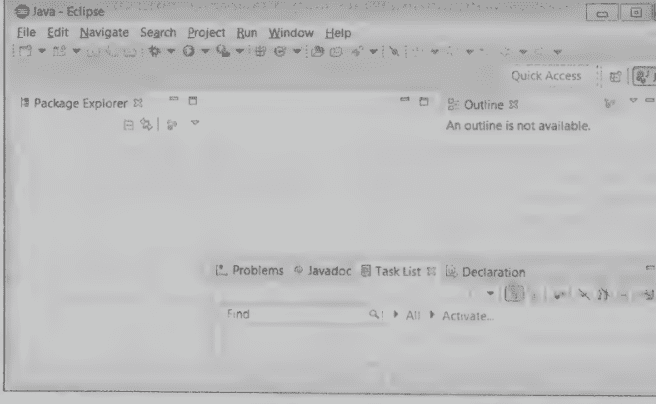 Java - Eclipse
File Edit Navigate Search Project Run Window Help
Quick Access
Package Explorer
Outline
An outline is not available.
Problems Javadoc Task List Declaration
Find All Activate...